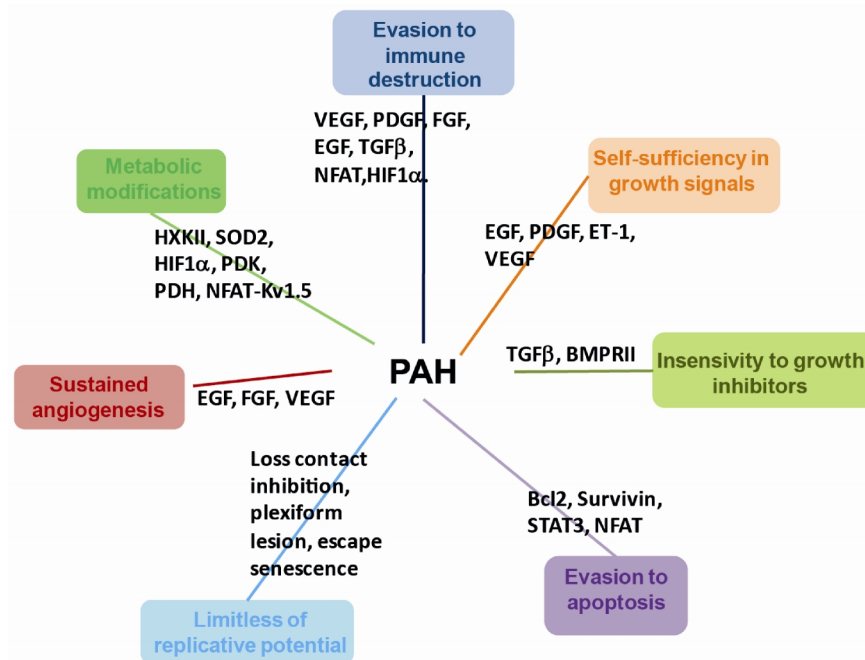 Evasion to
immune
destruction
VEGF, PDGF, FGF,
EGF, TGFβ,
NFAT,HIF1α.
Metabolic
modifications
HXKII, SOD2,
HIF1α, PDK,
PDH, NFAT-Kv1.5
Self-sufficiency in
growth signals
EGF, PDGF, ET-1,
VEGF
PAH
TGFβ, BMPRII
Insensivity to growth
inhibitors
Sustained
angiogenesis
EGF, FGF, VEGF
Loss contact
inhibition,
plexiform
lesion, escape
senescence
Limitless of
replicative potential
Bcl2, Survivin,
STAT3, NFAT
Evasion to
apoptosis